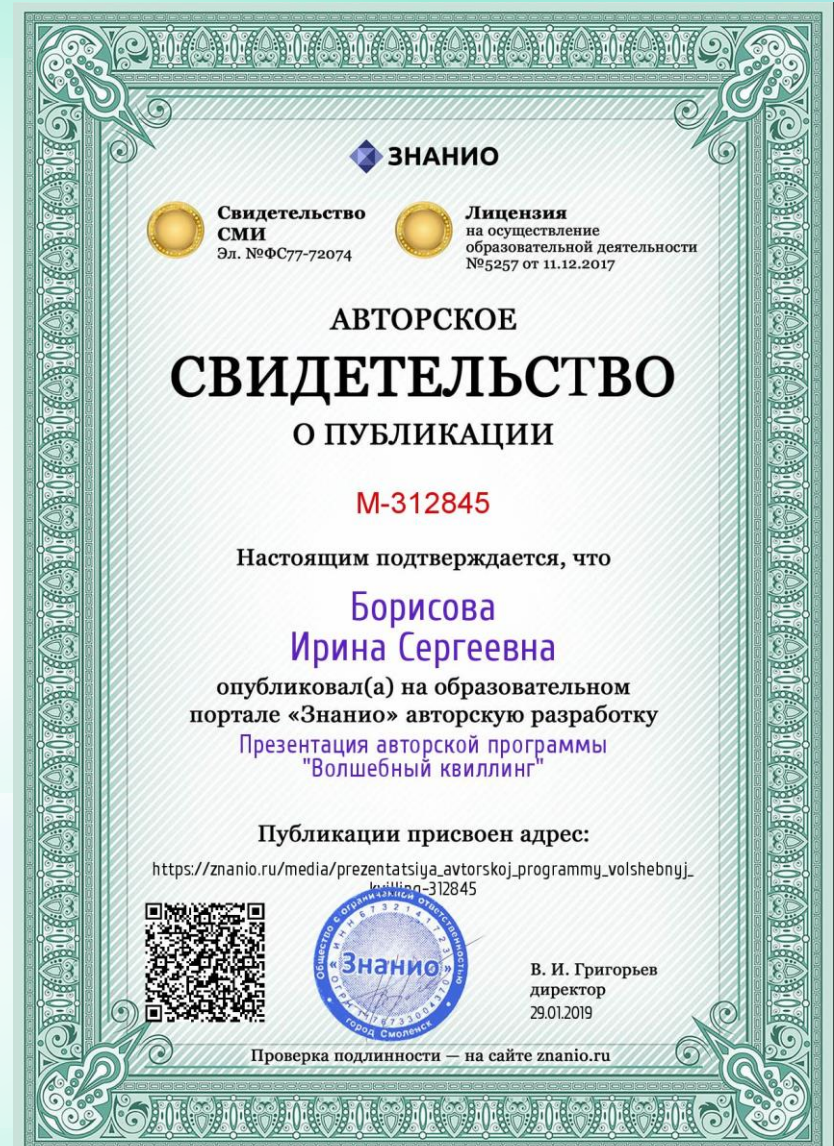 ЗНАНИО
Свидетельство
СМИ
Эл. №ФС77-72074
Лицензия
на осуществление
образовательной деятельности
№5257 от 11.12.2017
АВТОРСКОЕ
СВИДЕТЕЛЬСТВО
О ПУБЛИКАЦИИ
М-312845
Настоящим подтверждается, что
Борисова
Ирина Сергеевна
опубликовал(а) на образовательном
портале «Знанио» авторскую разработку
Презентация авторской программы
"Волшебный квиллинг"
Публикации присвоен адрес:
https://znanio.ru/media/prezentatsiya_avtorskoj_programmy_volshebnyj_
kvilling-312845
Общество с ограниченной ответственностью
«Знанио»
город Смоленск
В. И. Григорьев
директор
29.01.2019
Проверка подлинности — на сайте znanio.ru